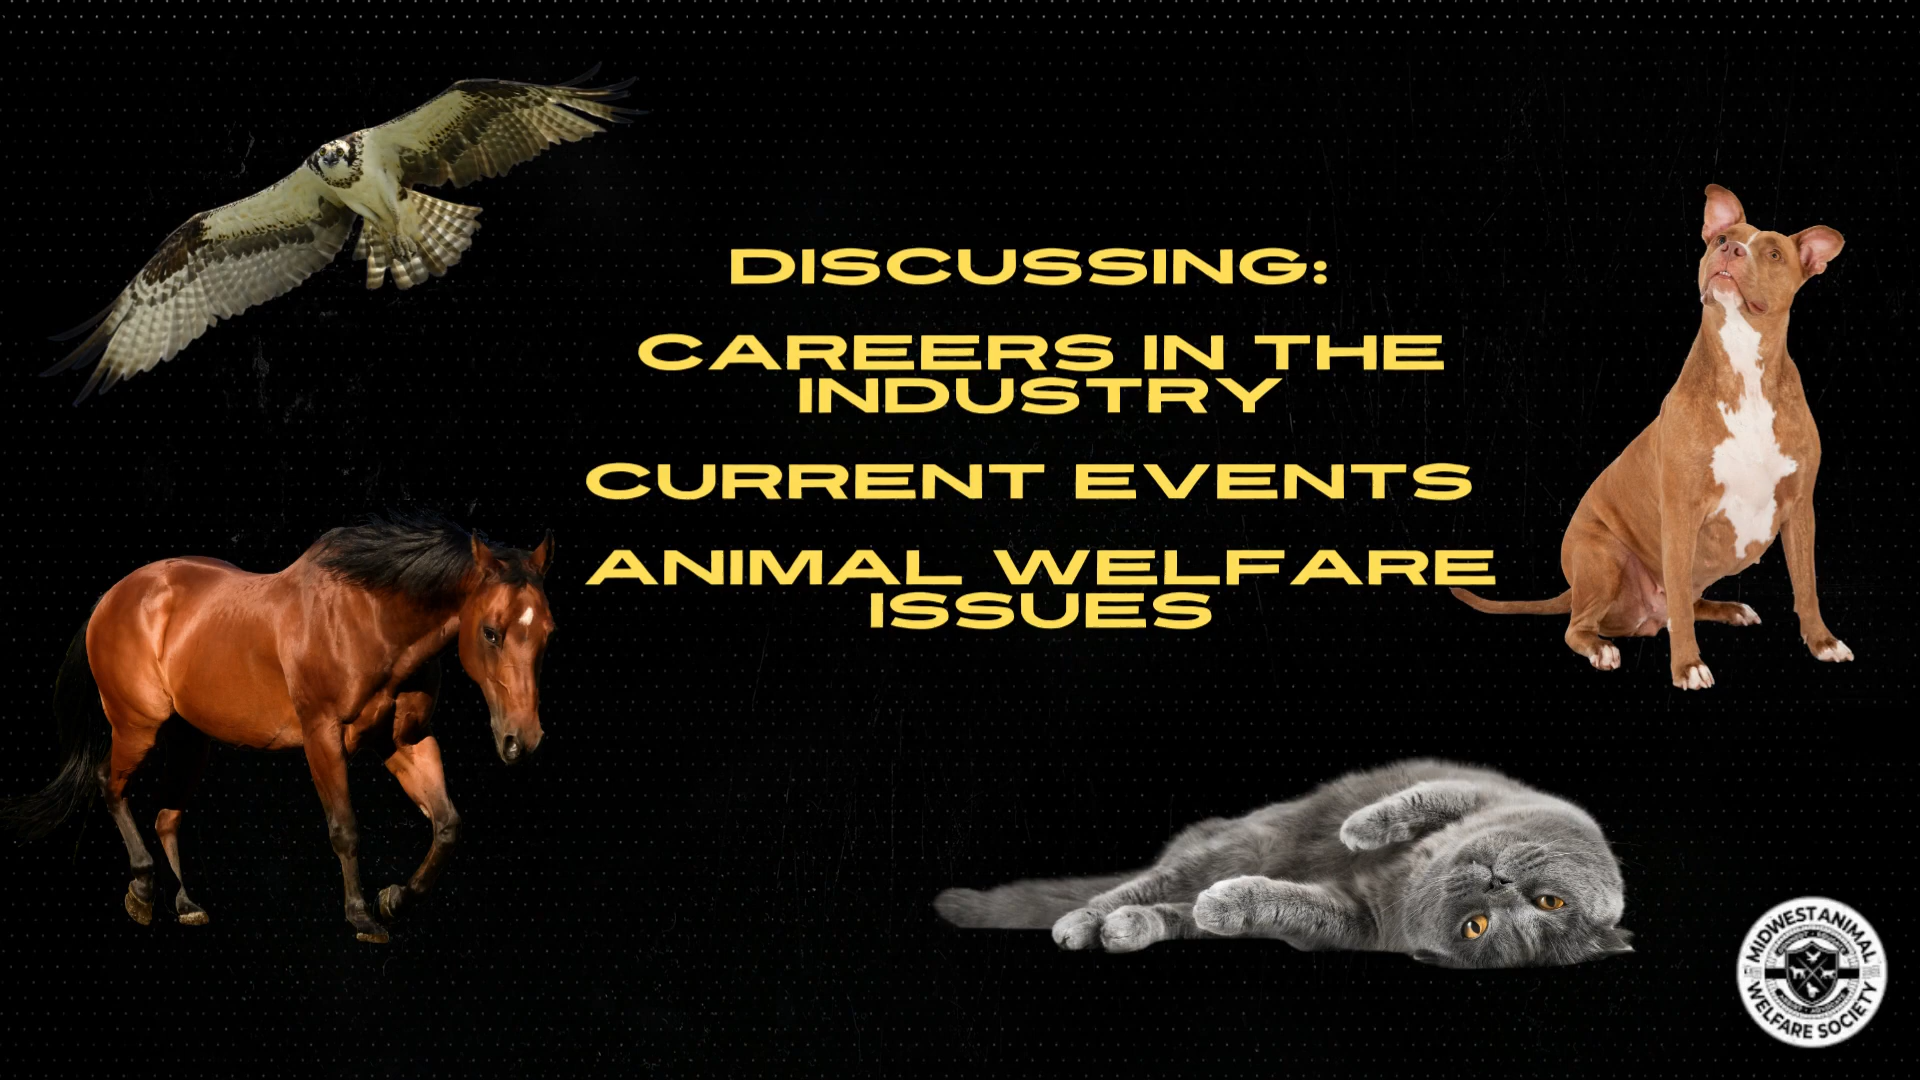 DISCUSSING:
CAREERS IN THE
INDUSTRY
CURRENT EVENTS
ANIMAL WELFARE
ISSUES
MIDWEST ANIMAL
WELFARE SOCIETY